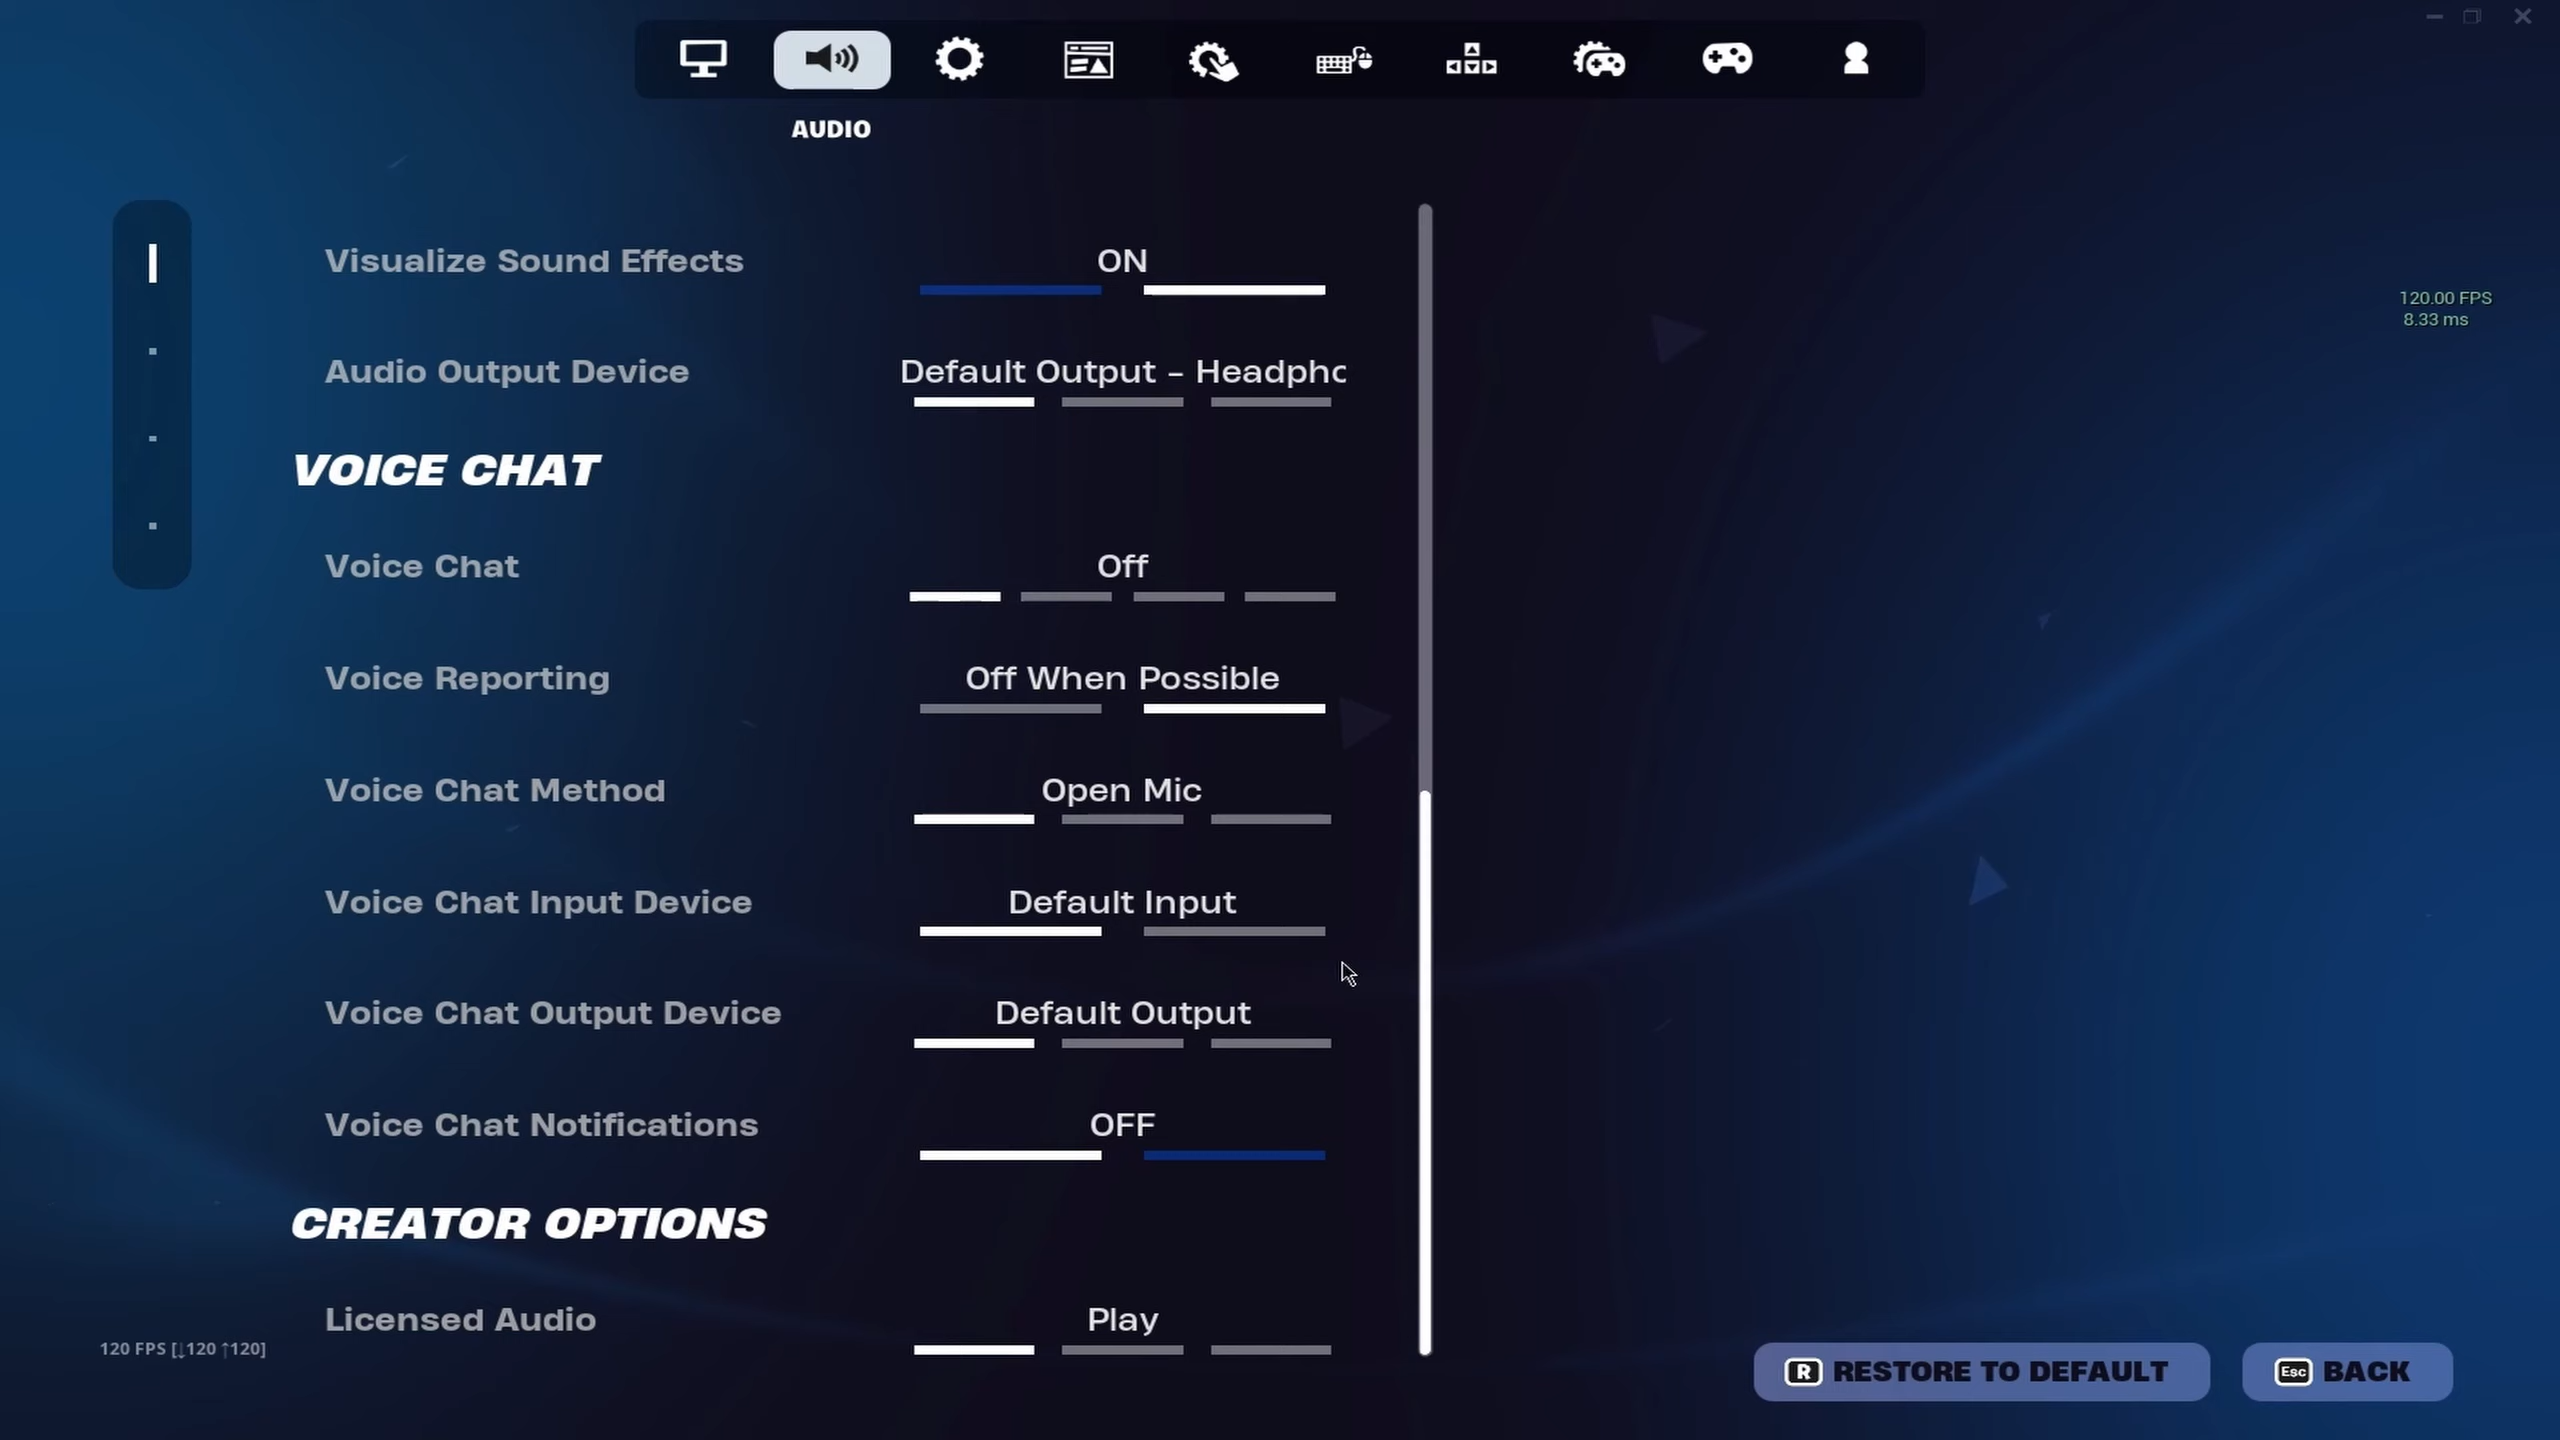 AUDIO
Visualize Sound Effects
ON
120.00 FPS
8.33 ms
Audio Output Device
Default Output - Headphc
VOICE CHAT
Voice Chat
Off
Voice Reporting
Off When Possible
Voice Chat Method
Open Mic
Voice Chat Input Device
Default Input
Voice Chat Output Device
Default Output
Voice Chat Notifications
OFF
CREATOR OPTIONS
Licensed Audio
Play
120 FPS [↓120 ↑120]
R RESTORE TO DEFAULT
Esc BACK